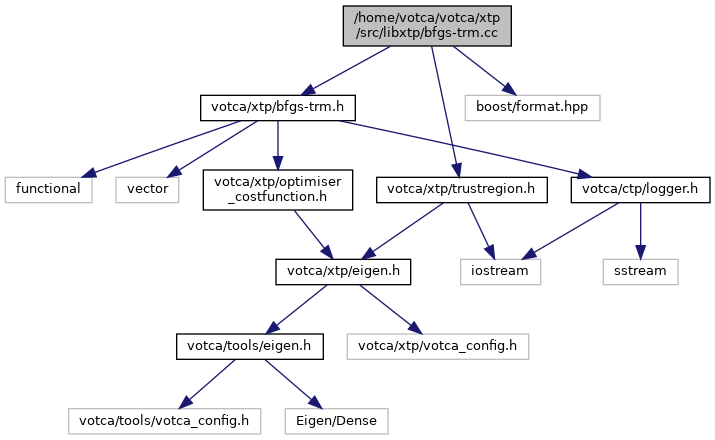 /home/votca/votca/xtp
/src/libxtp/bfgs-trm.cc
votca/xtp/bfgs-trm.h
boost/format.hpp
functional
vector
votca/xtp/optimiser
_costfunction.h
votca/xtp/trustregion.h
votca/ctp/logger.h
votca/xtp/eigen.h
iostream
sstream
votca/tools/eigen.h
votca/xtp/votca_config.h
votca/tools/votca_config.h
Eigen/Dense